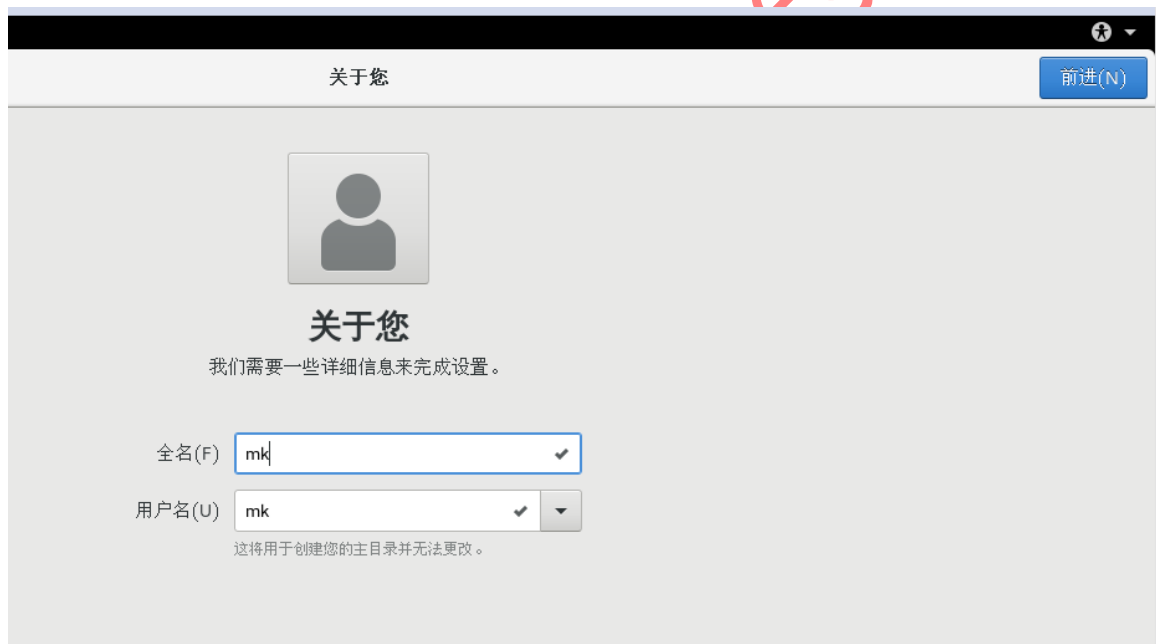 关于您
前进(N)
关于您
我们需要一些详细信息来完成设置。
全名(F) mk
用户名(U) mk
这将用于创建您的主目录并无法更改。